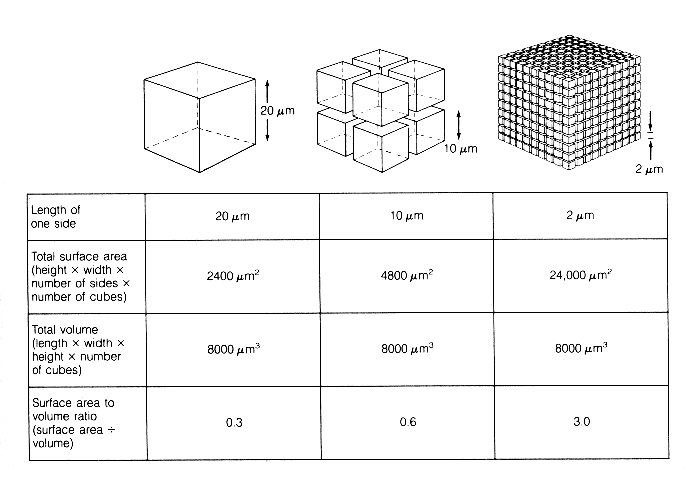 20 μm
10 μm
2 μm
Length of
one side
20 μm
10 μm
2 μm
Total surface area
(height × width ×
number of sides ×
number of cubes)
2400 μm²
4800 μm²
24,000 μm²
Total volume
(length × width ×
height × number
of cubes)
8000 μm³
8000 μm³
8000 μm³
Surface area to
volume ratio
(surface area ÷
volume)
0.3
0.6
3.0